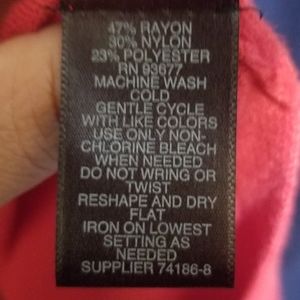 47% RAYON
30% NYLON
23% POLYESTER
RN 93677
MACHINE WASH
COLD
GENTLE CYCLE
WITH LIKE COLORS
USE ONLY NON-
CHLORINE BLEACH
WHEN NEEDED
DO NOT WRING OR
TWIST
RESHAPE AND DRY
FLAT
IRON ON LOWEST
SETTING AS
NEEDED
SUPPLIER 74186-8